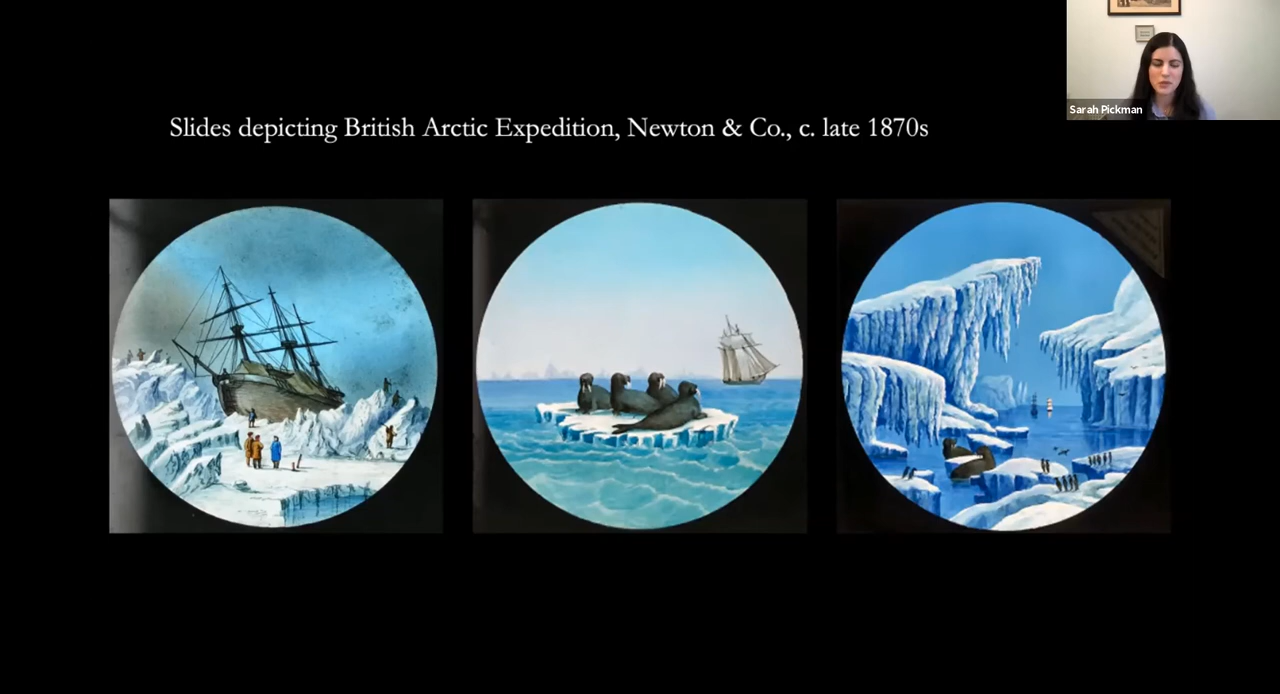 Sarah Pickman
Slides depicting British Arctic Expedition, Newton & Co., c. late 1870s